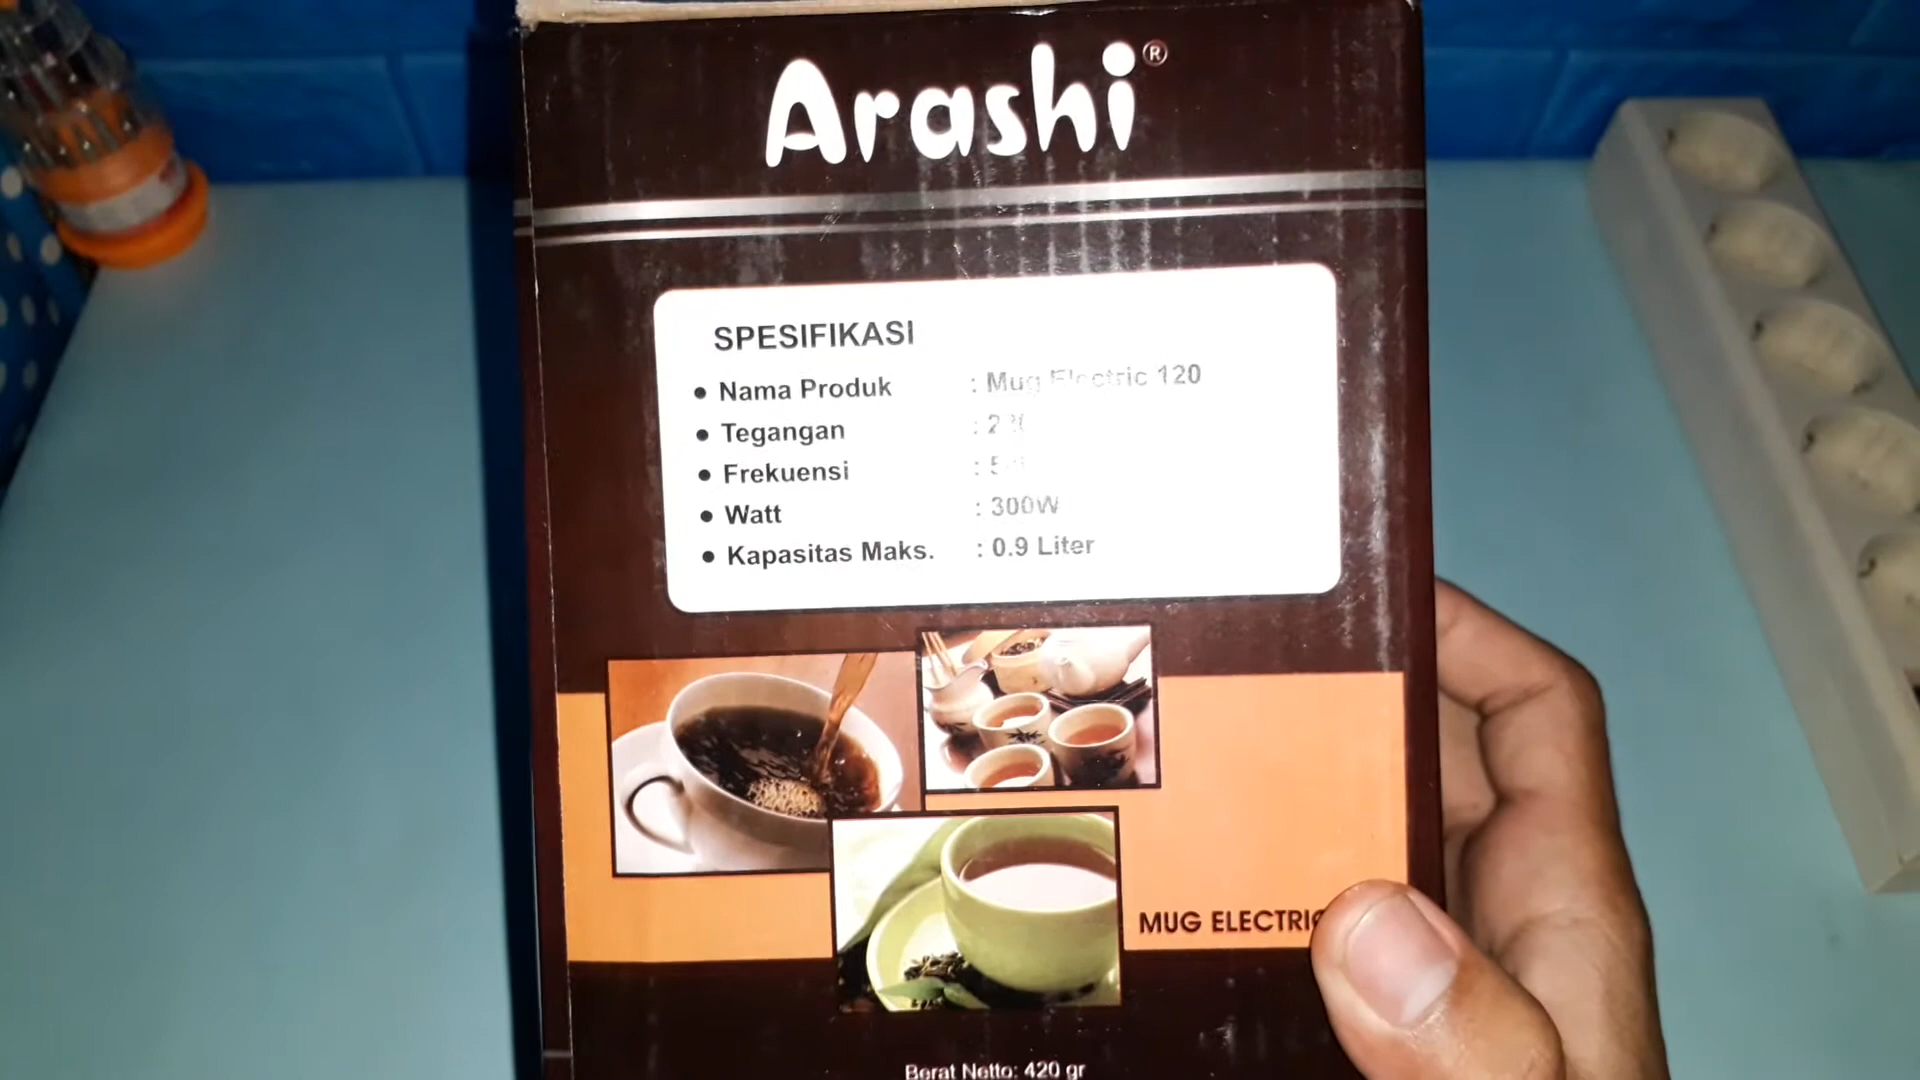 Arashi®
SPESIFIKASI
• Nama Produk : Mug Electric 120
• Tegangan :
• Frekuensi :
• Watt : 300W
• Kapasitas Maks. : 0.9 Liter
MUG ELECTRIC
Berat Netto: 420 gr